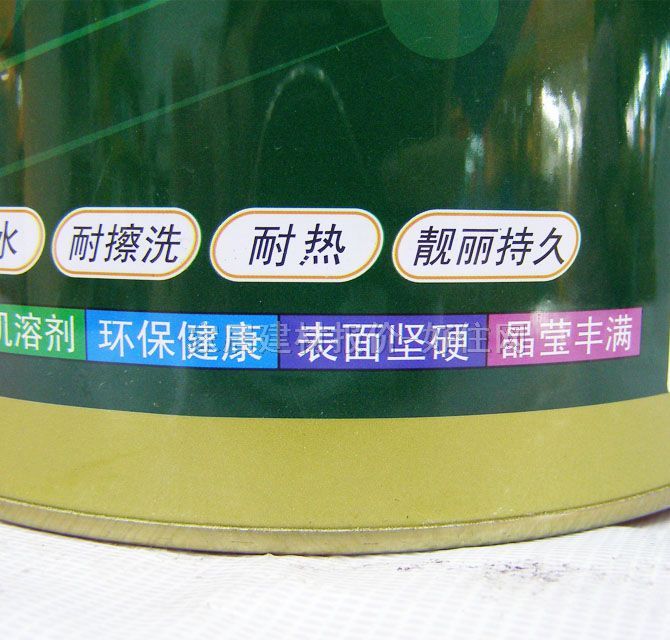 水 耐擦洗 耐热 靓丽持久
机溶剂 环保健康 表面坚硬 晶莹丰满